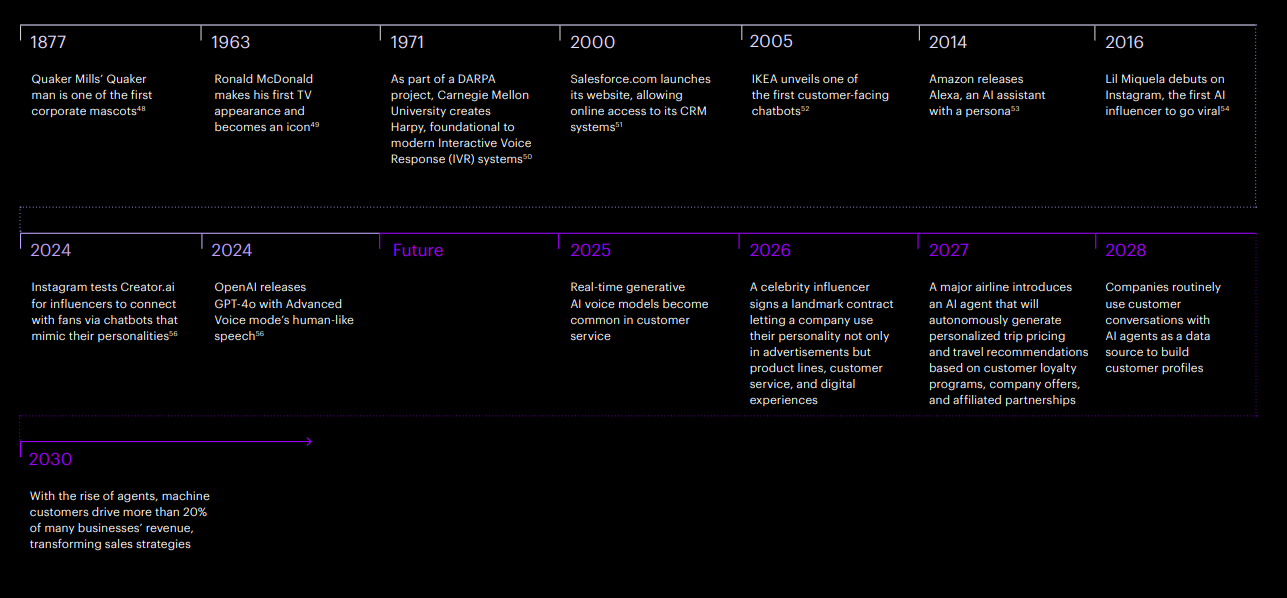 1877
Quaker Mills’ Quaker
man is one of the first
corporate mascots⁴⁸
1963
Ronald McDonald
makes his first TV
appearance and
becomes an icon⁴⁹
1971
As part of a DARPA
project, Carnegie Mellon
University creates
Harpy, foundational to
modern Interactive Voice
Response (IVR) systems⁵⁰
2000
Salesforce.com launches
its website, allowing
online access to its CRM
systems⁵¹
2005
IKEA unveils one of
the first customer-facing
chatbots⁵²
2014
Amazon releases
Alexa, an AI assistant
with a persona⁵³
2016
Lil Miquela debuts on
Instagram, the first AI
influencer to go viral⁵⁴
2024
Instagram tests Creator.ai
for influencers to connect
with fans via chatbots that
mimic their personalities⁵⁶
2024
OpenAI releases
GPT-4o with Advanced
Voice mode’s human-like
speech⁵⁶
Future
2025
Real-time generative
AI voice models become
common in customer
service
2026
A celebrity influencer
signs a landmark contract
letting a company use
their personality not only
in advertisements but
product lines, customer
service, and digital
experiences
2027
A major airline introduces
an AI agent that will
autonomously generate
personalized trip pricing
and travel recommendations
based on customer loyalty
programs, company offers,
and affiliated partnerships
2028
Companies routinely
use customer
conversations with
AI agents as a data
source to build
customer profiles
2030
With the rise of agents, machine
customers drive more than 20%
of many businesses’ revenue,
transforming sales strategies